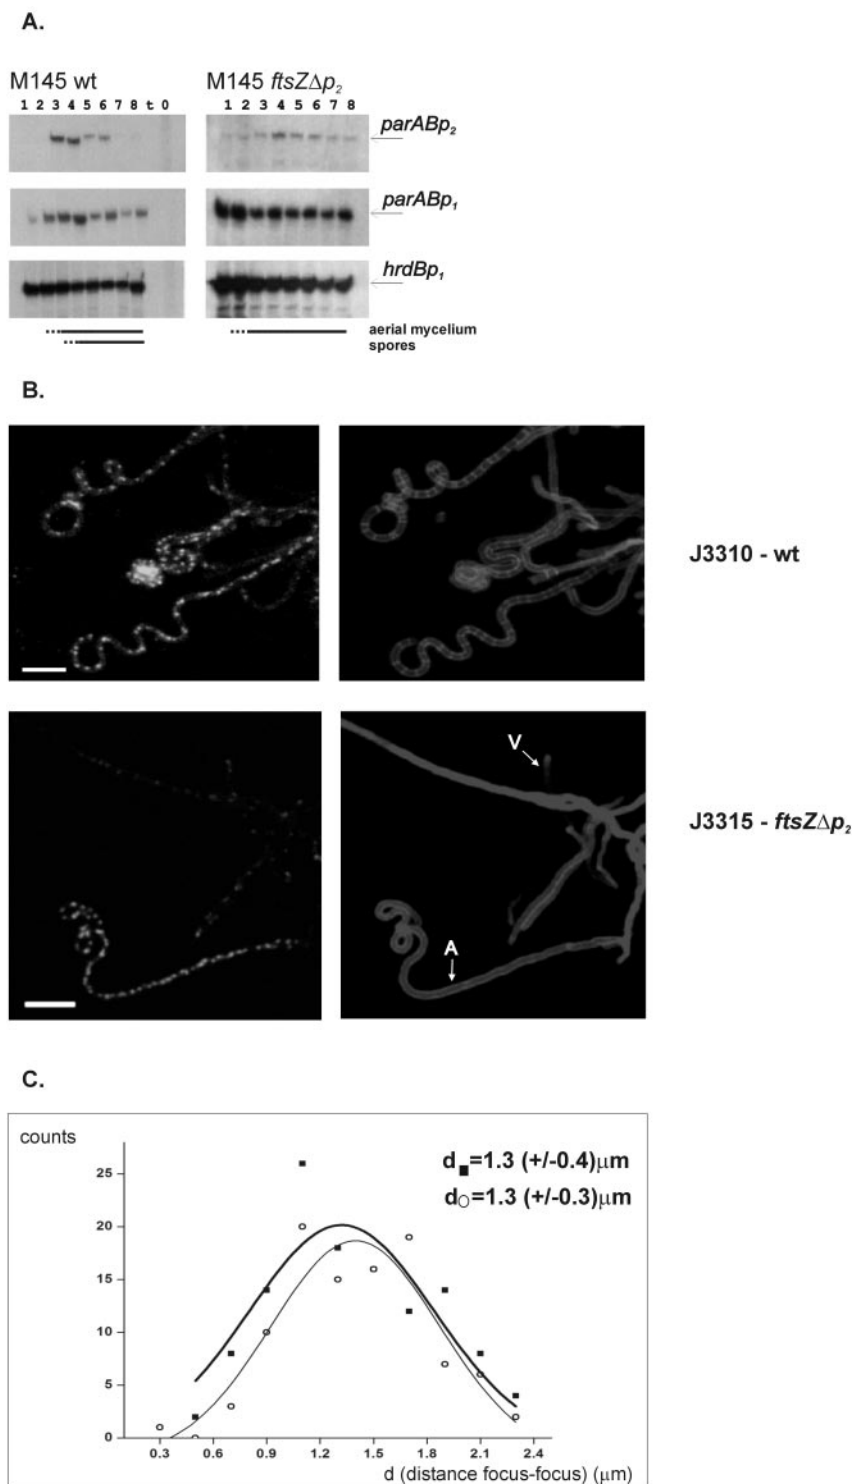 A.
M145 wt
M145 ftsZΔp₂
1 2 3 4 5 6 7 8 t 0
1 2 3 4 5 6 7 8
parABp₂
parABp₁
hrdBp₁
aerial mycelium
spores
B.
J3310 - wt
V
A
J3315 - ftsZΔp₂
C.
counts
d■=1.3 (+/-0.4)μm
d○=1.3 (+/-0.3)μm
25
20
15
10
5
0
0.3 0.6 0.9 1.2 1.5 1.8 2.1 2.4
d (distance focus-focus) (μm)